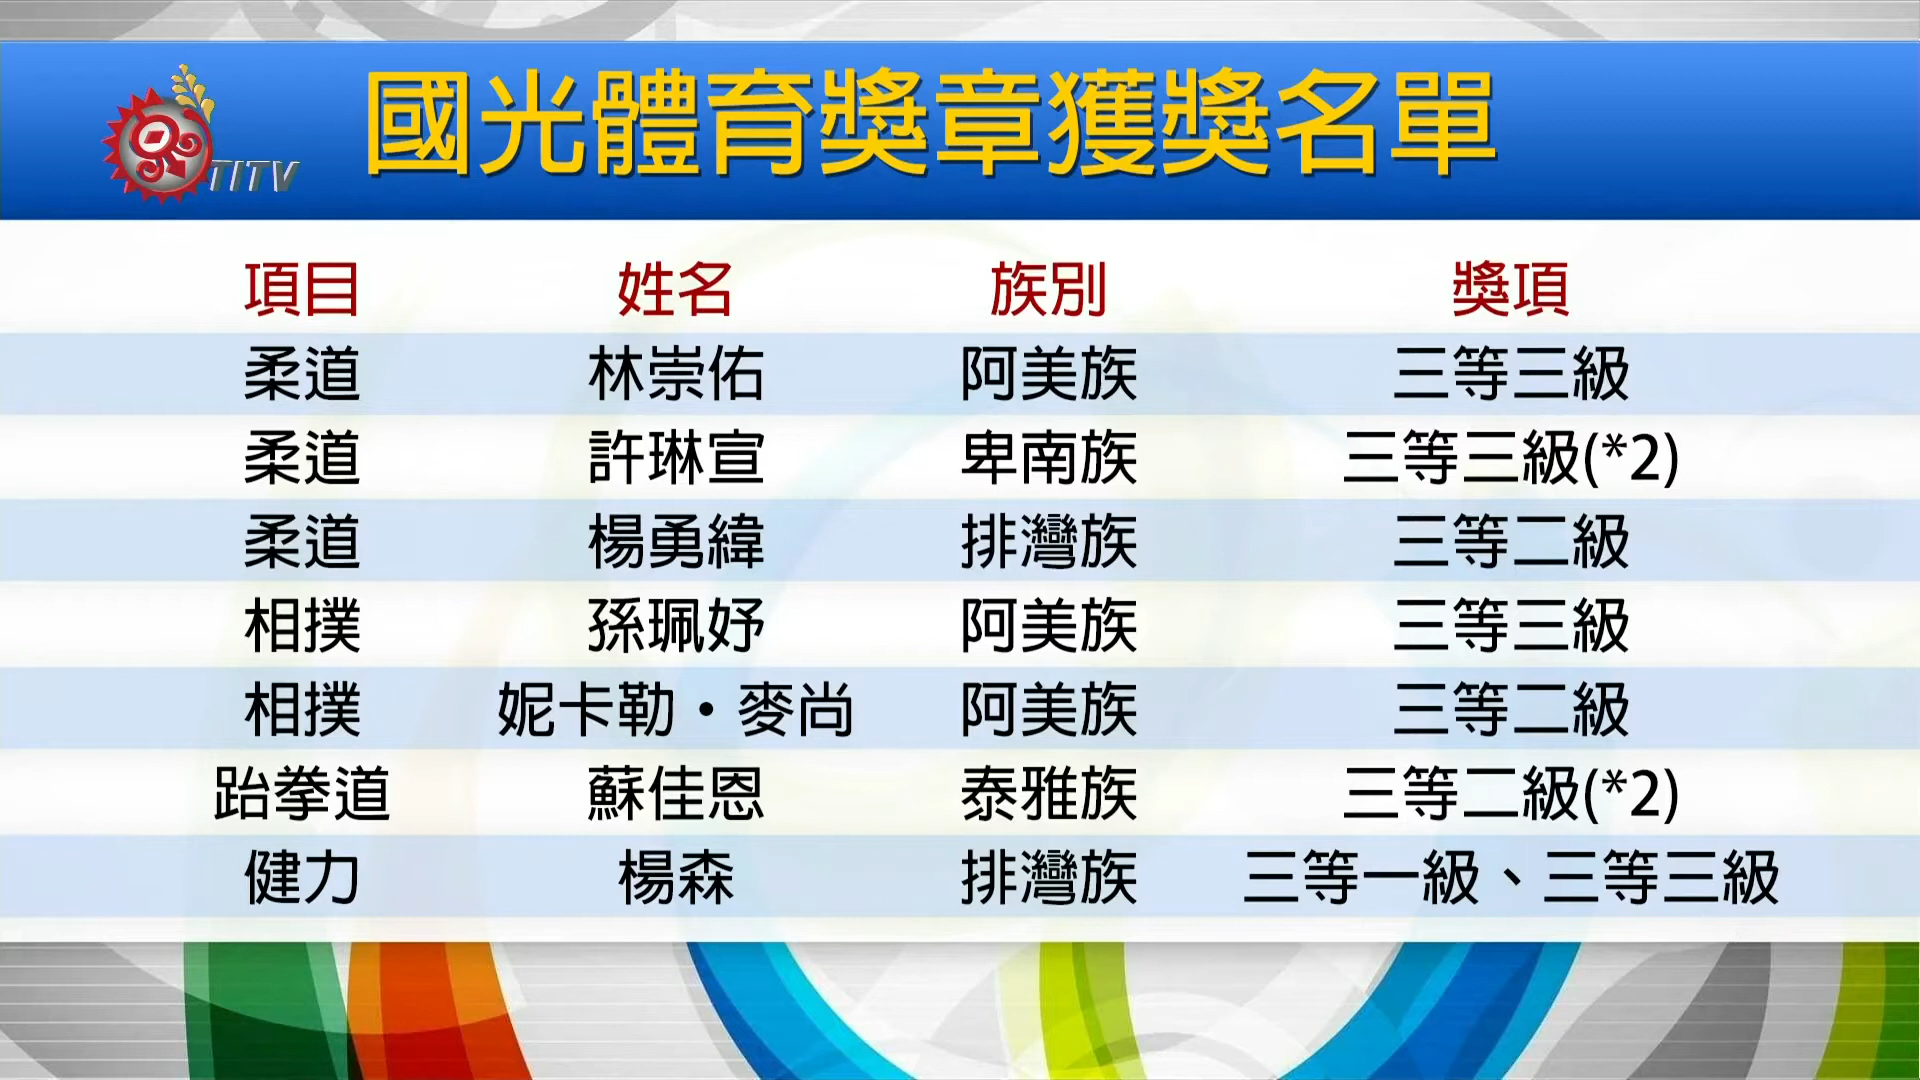 TITV
國光體育獎章獲獎名單
項目 姓名 族別 獎項
柔道 林崇佑 阿美族 三等三級
柔道 許琳宣 卑南族 三等三級(*2)
柔道 楊勇緯 排灣族 三等二級
相撲 孫珮妤 阿美族 三等三級
相撲 妮卡勒·麥尚 阿美族 三等二級
跆拳道 蘇佳恩 泰雅族 三等二級(*2)
健力 楊森 排灣族 三等一級、三等三級